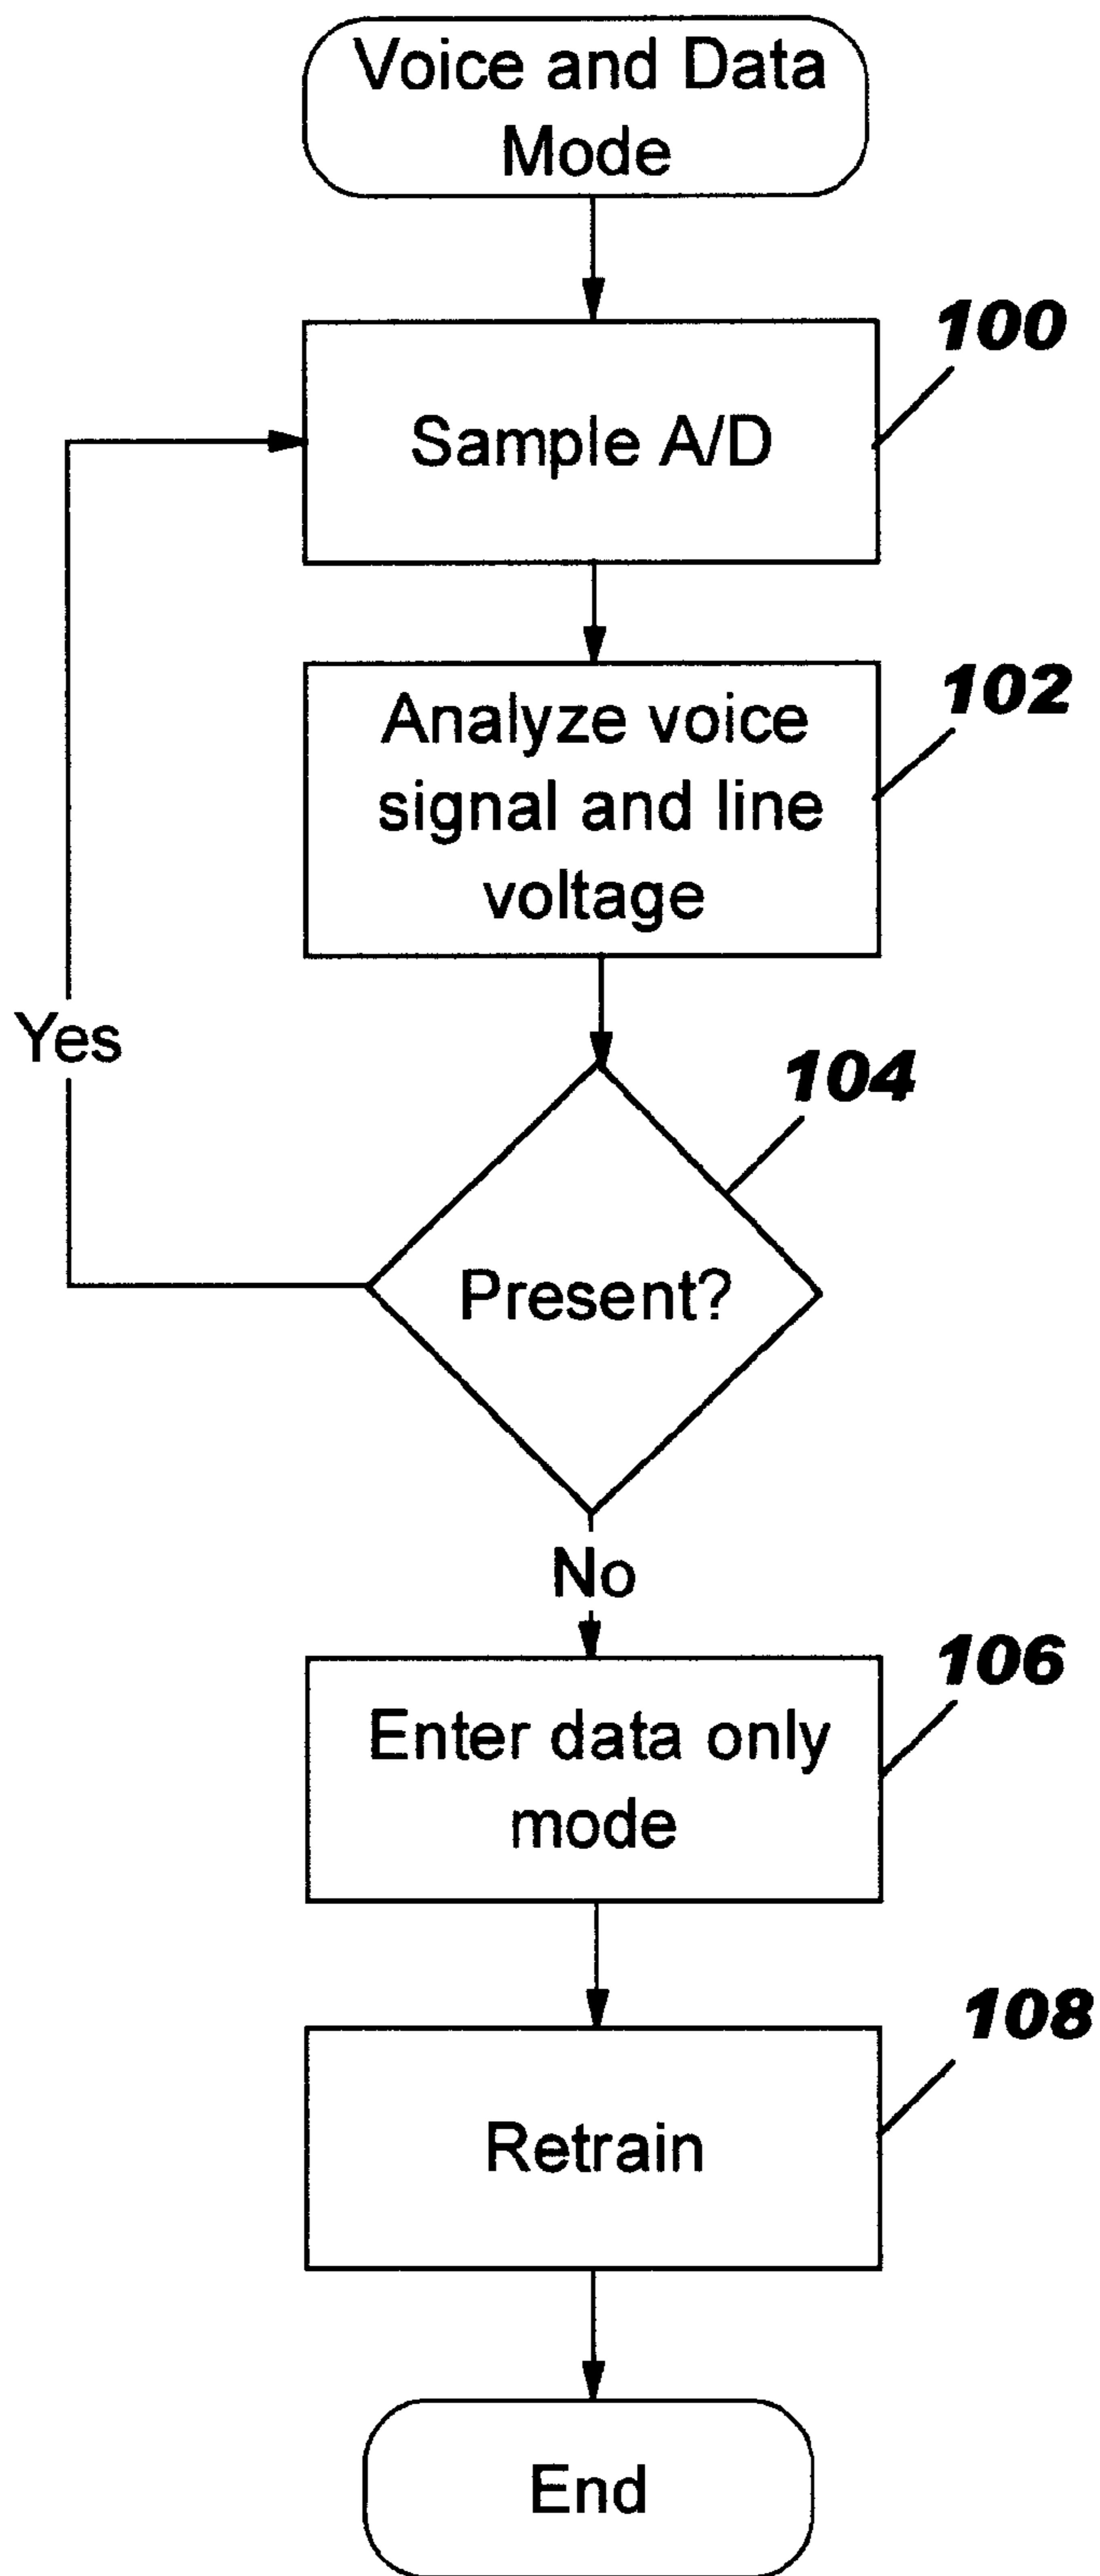 Voice and Data
Mode
100
Sample A/D
102
Analyze voice
signal and line
voltage
Yes
104
Present?
No
106
Enter data only
mode
108
Retrain
End